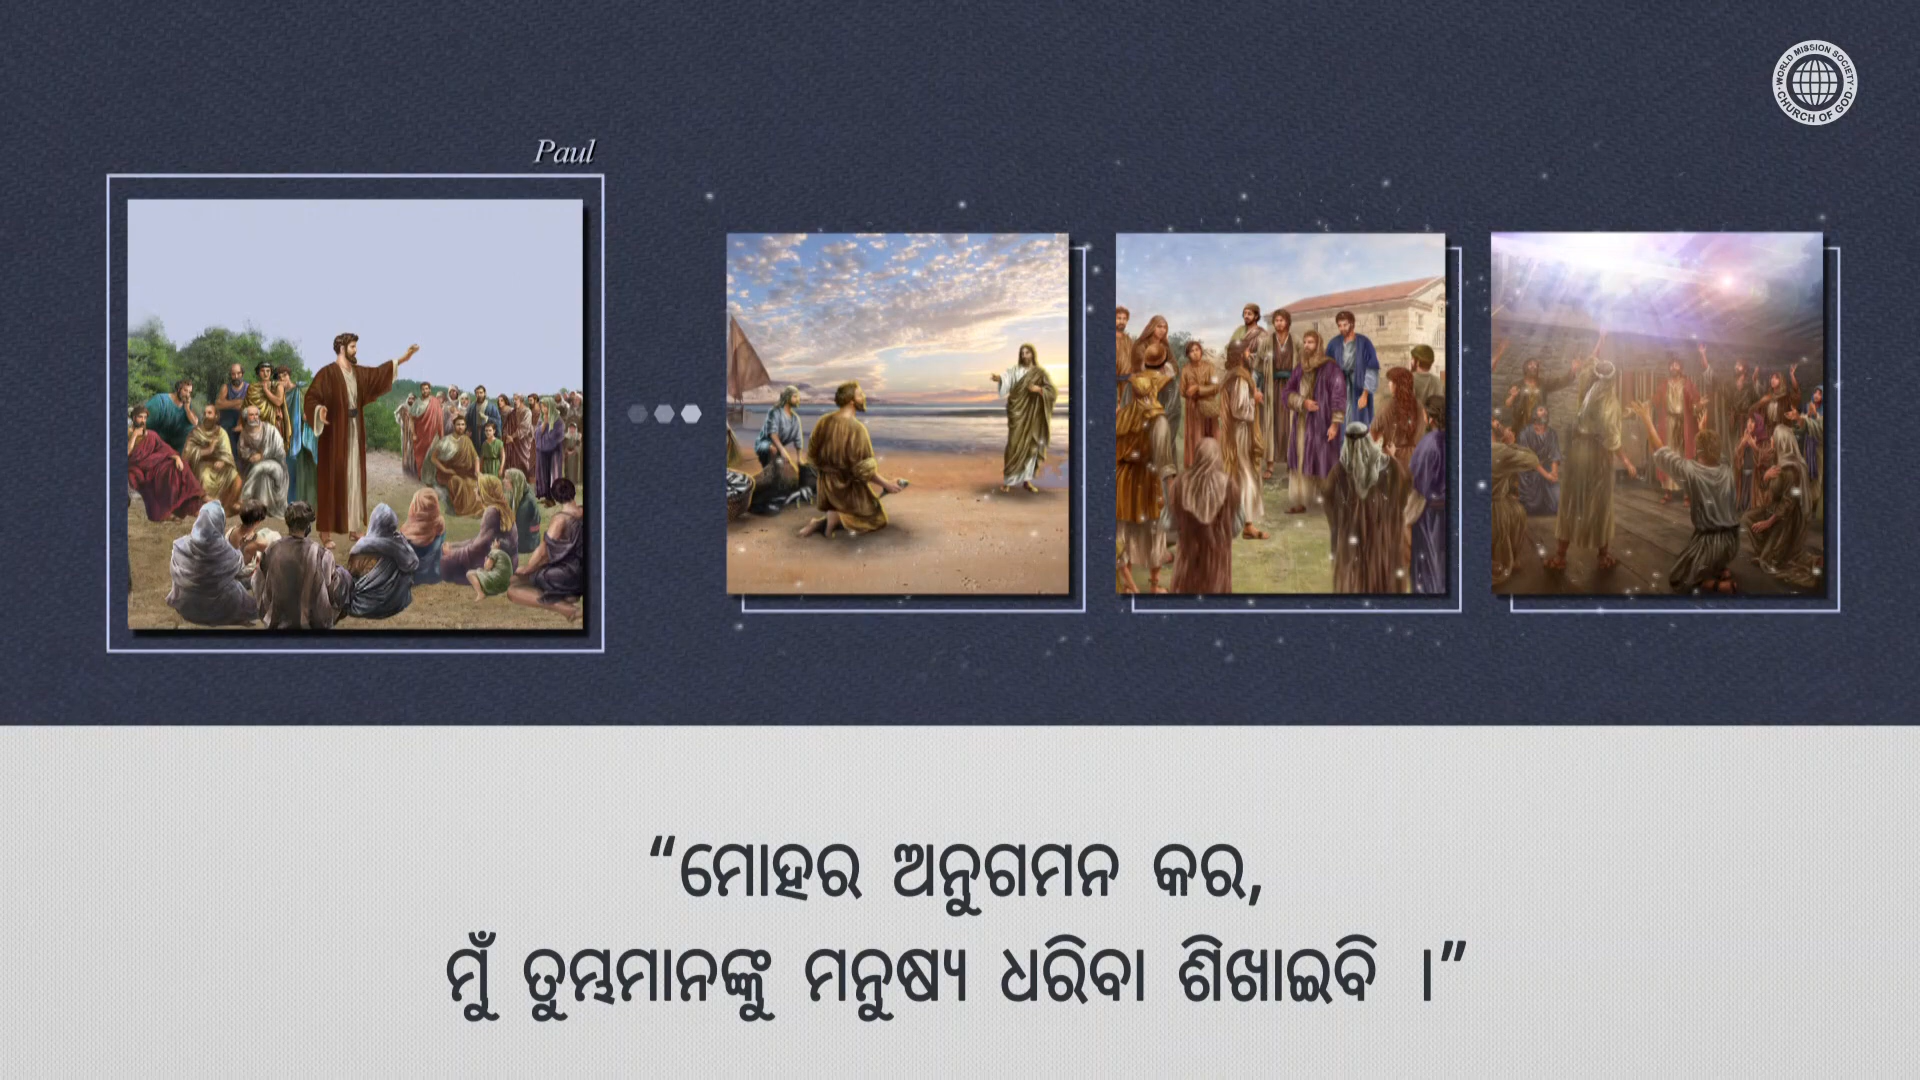 WORLD MISSION SOCIETY
CHURCH OF GOD
Paul
“ମୋହର ଅନୁଗମନ କର,
ମୁଁ ତୁମ୍ଭମାନଙ୍କୁ ମନୁଷ୍ୟ ଧରିବା ଶିଖାଇବି ।”